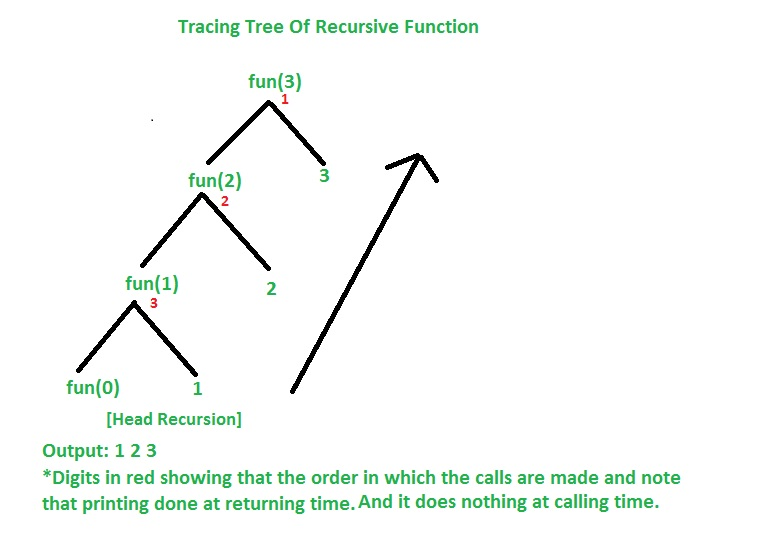 Tracing Tree Of Recursive Function
fun(3)
1
fun(2)
3
2
fun(1)
2
3
fun(0)
1
[Head Recursion]
Output: 1 2 3
*Digits in red showing that the order in which the calls are made and note
that printing done at returning time. And it does nothing at calling time.